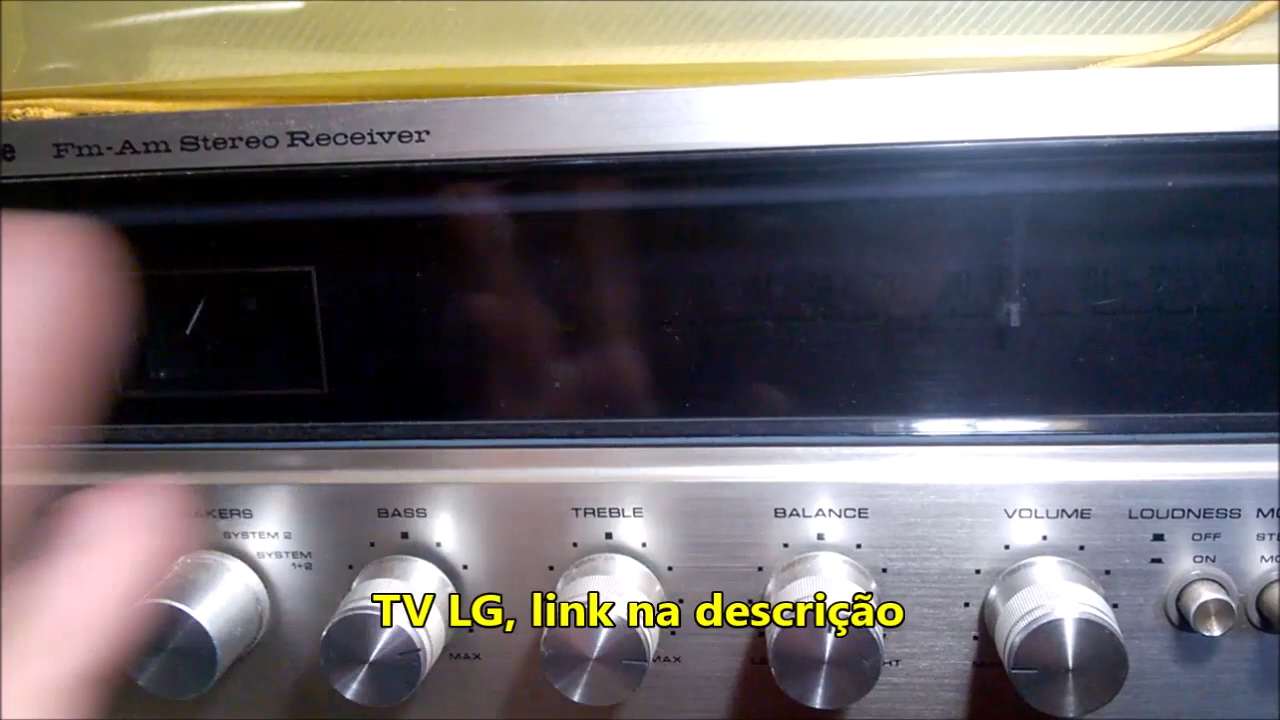 Fm-Am Stereo Receiver
BASS TREBLE BALANCE VOLUME LOUDNESS
SYSTEM 2
OFF
SYSTEM
1+2
ON
TV LG, link na descrição
MAX
MAX